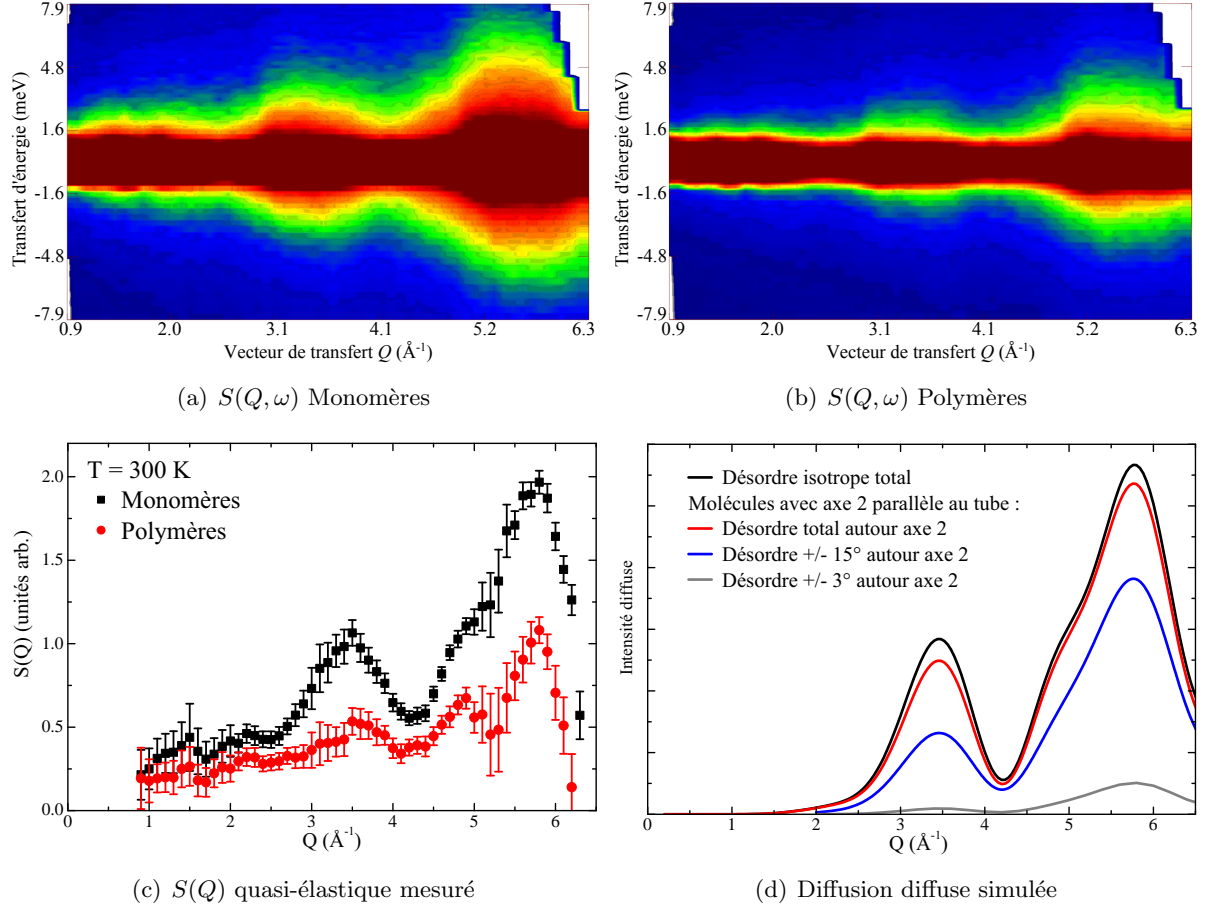 7.9
4.8
1.6
-1.6
-4.8
-7.9
Transfert d'énergie (meV)
0.9 2.0 3.1 4.1 5.2 6.3
Vecteur de transfert Q (Å⁻¹)
(a) S(Q, ω) Monomères
7.9
4.8
1.6
-1.6
-4.8
-7.9
Transfert d'énergie (meV)
0.9 2.0 3.1 4.1 5.2 6.3
Vecteur de transfert Q (Å⁻¹)
(b) S(Q, ω) Polymères
T = 300 K
Monomères
Polymères
2.0
1.5
1.0
0.5
0.0
S(Q) (unités arb.)
0 1 2 3 4 5 6
Q (Å⁻¹)
(c) S(Q) quasi-élastique mesuré
Désordre isotrope total
Molécules avec axe 2 parallèle au tube :
Désordre total autour axe 2
Désordre +/- 15° autour axe 2
Désordre +/- 3° autour axe 2
Intensité diffuse
0 1 2 3 4 5 6
Q (Å⁻¹)
(d) Diffusion diffuse simulée